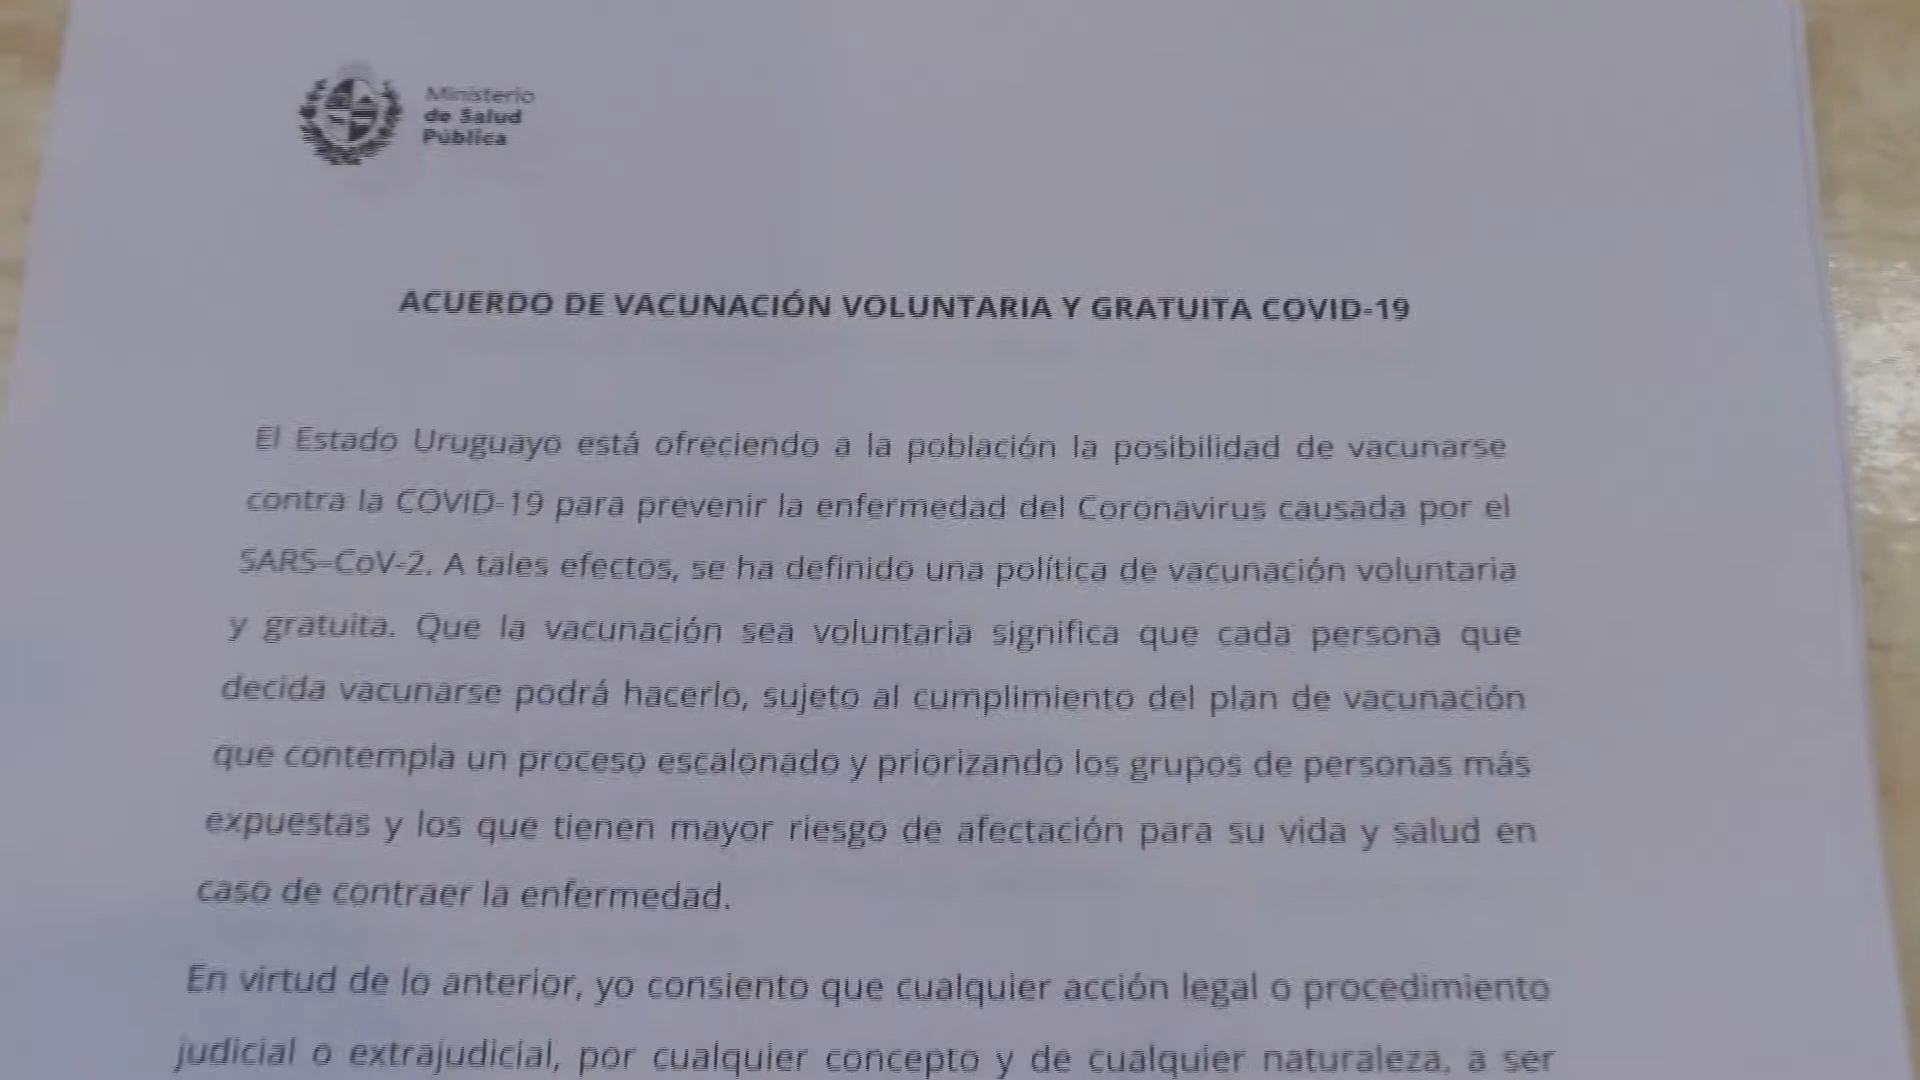 Ministerio
de Salud
Pública
ACUERDO DE VACUNACIÓN VOLUNTARIA Y GRATUITA COVID-19
El Estado Uruguayo está ofreciendo a la población la posibilidad de vacunarse
contra la COVID-19 para prevenir la enfermedad del Coronavirus causada por el
SARS-CoV-2. A tales efectos, se ha definido una política de vacunación voluntaria
y gratuita. Que la vacunación sea voluntaria significa que cada persona que
decida vacunarse podrá hacerlo, sujeto al cumplimiento del plan de vacunación
que contempla un proceso escalonado y priorizando los grupos de personas más
expuestas y los que tienen mayor riesgo de afectación para su vida y salud en
caso de contraer la enfermedad.
En virtud de lo anterior, yo consiento que cualquier acción legal o procedimiento
judicial o extrajudicial, por cualquier concepto y de cualquier naturaleza, a ser